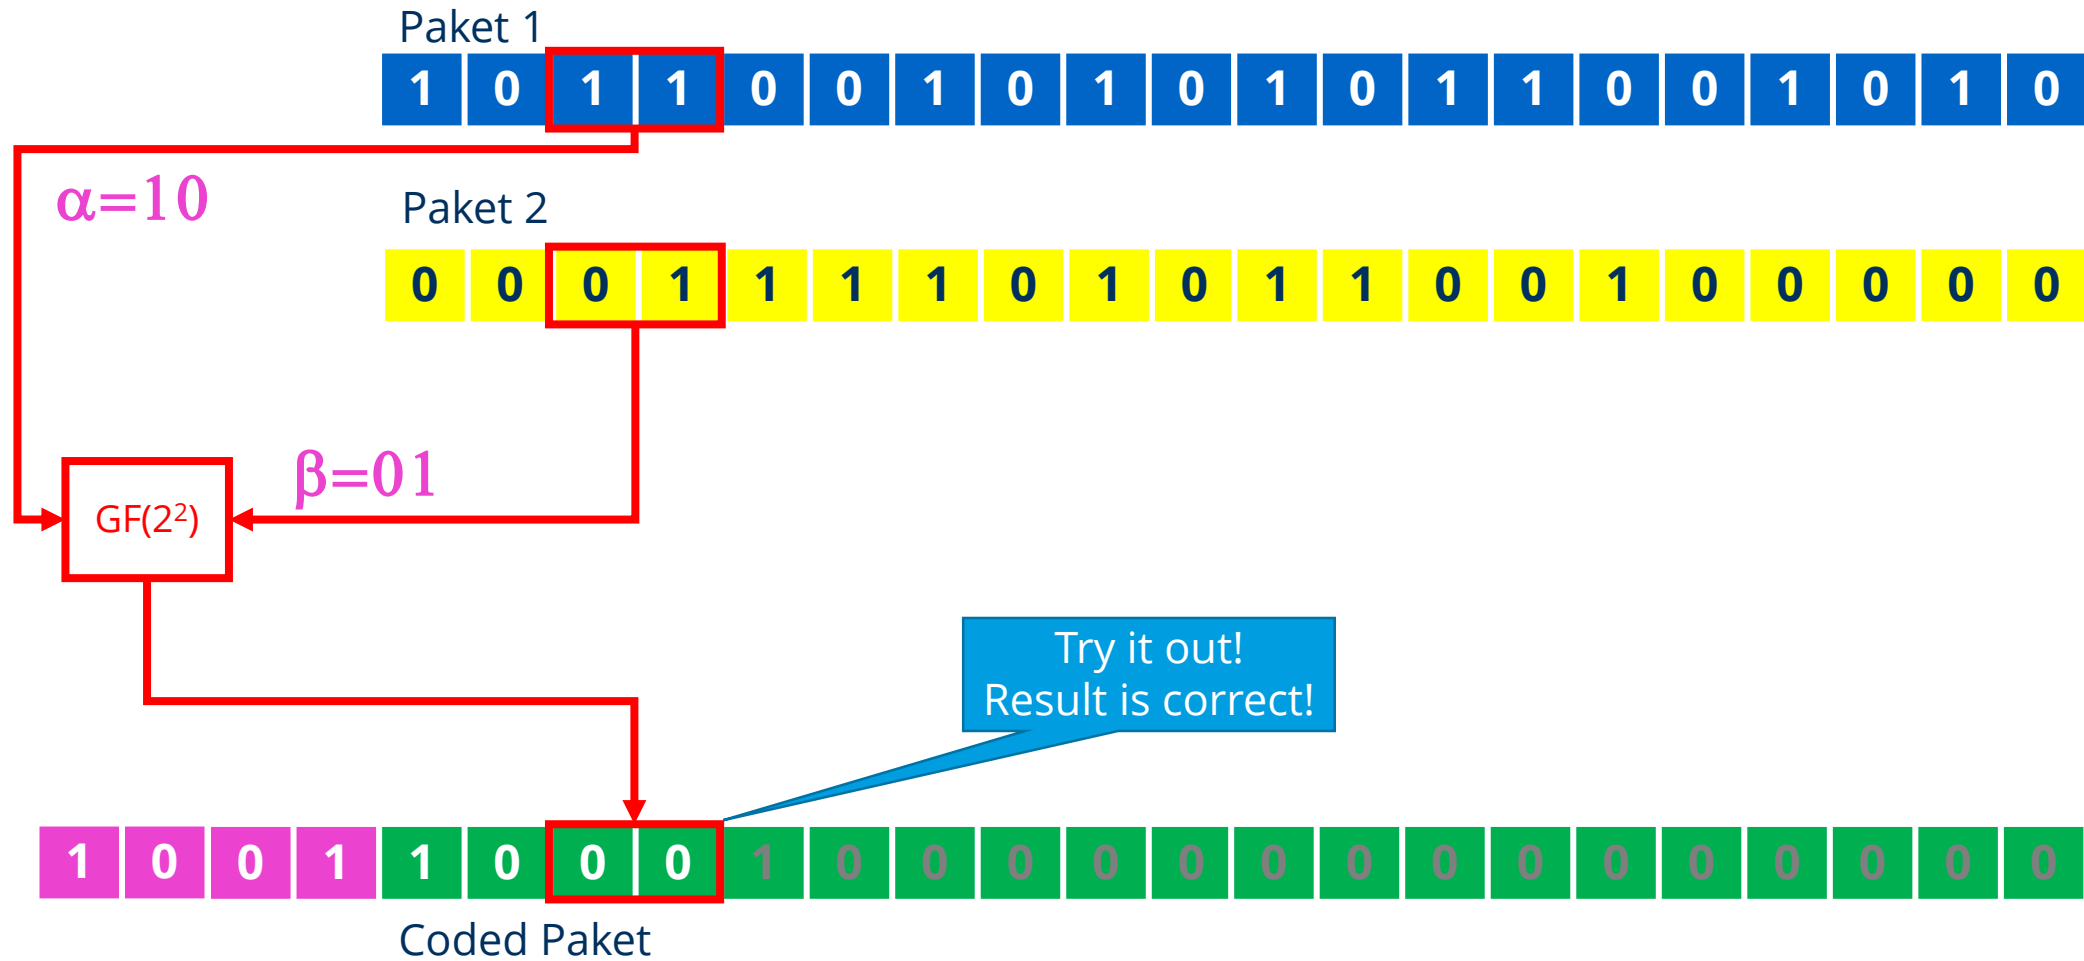 Paket 1
1 0 1 1 0 0 1 0 1 0 1 0 1 1 0 0 1 0 1 0
α=10
Paket 2
0 0 0 1 1 1 1 0 1 0 1 1 0 0 1 0 0 0 0 0
β=01
GF(2²)
Try it out!
Result is correct!
1 0 0 1 1 0 0 0 1 0 0 0 0 0 0 0 0 0 0 0 0 0 0 0
Coded Paket